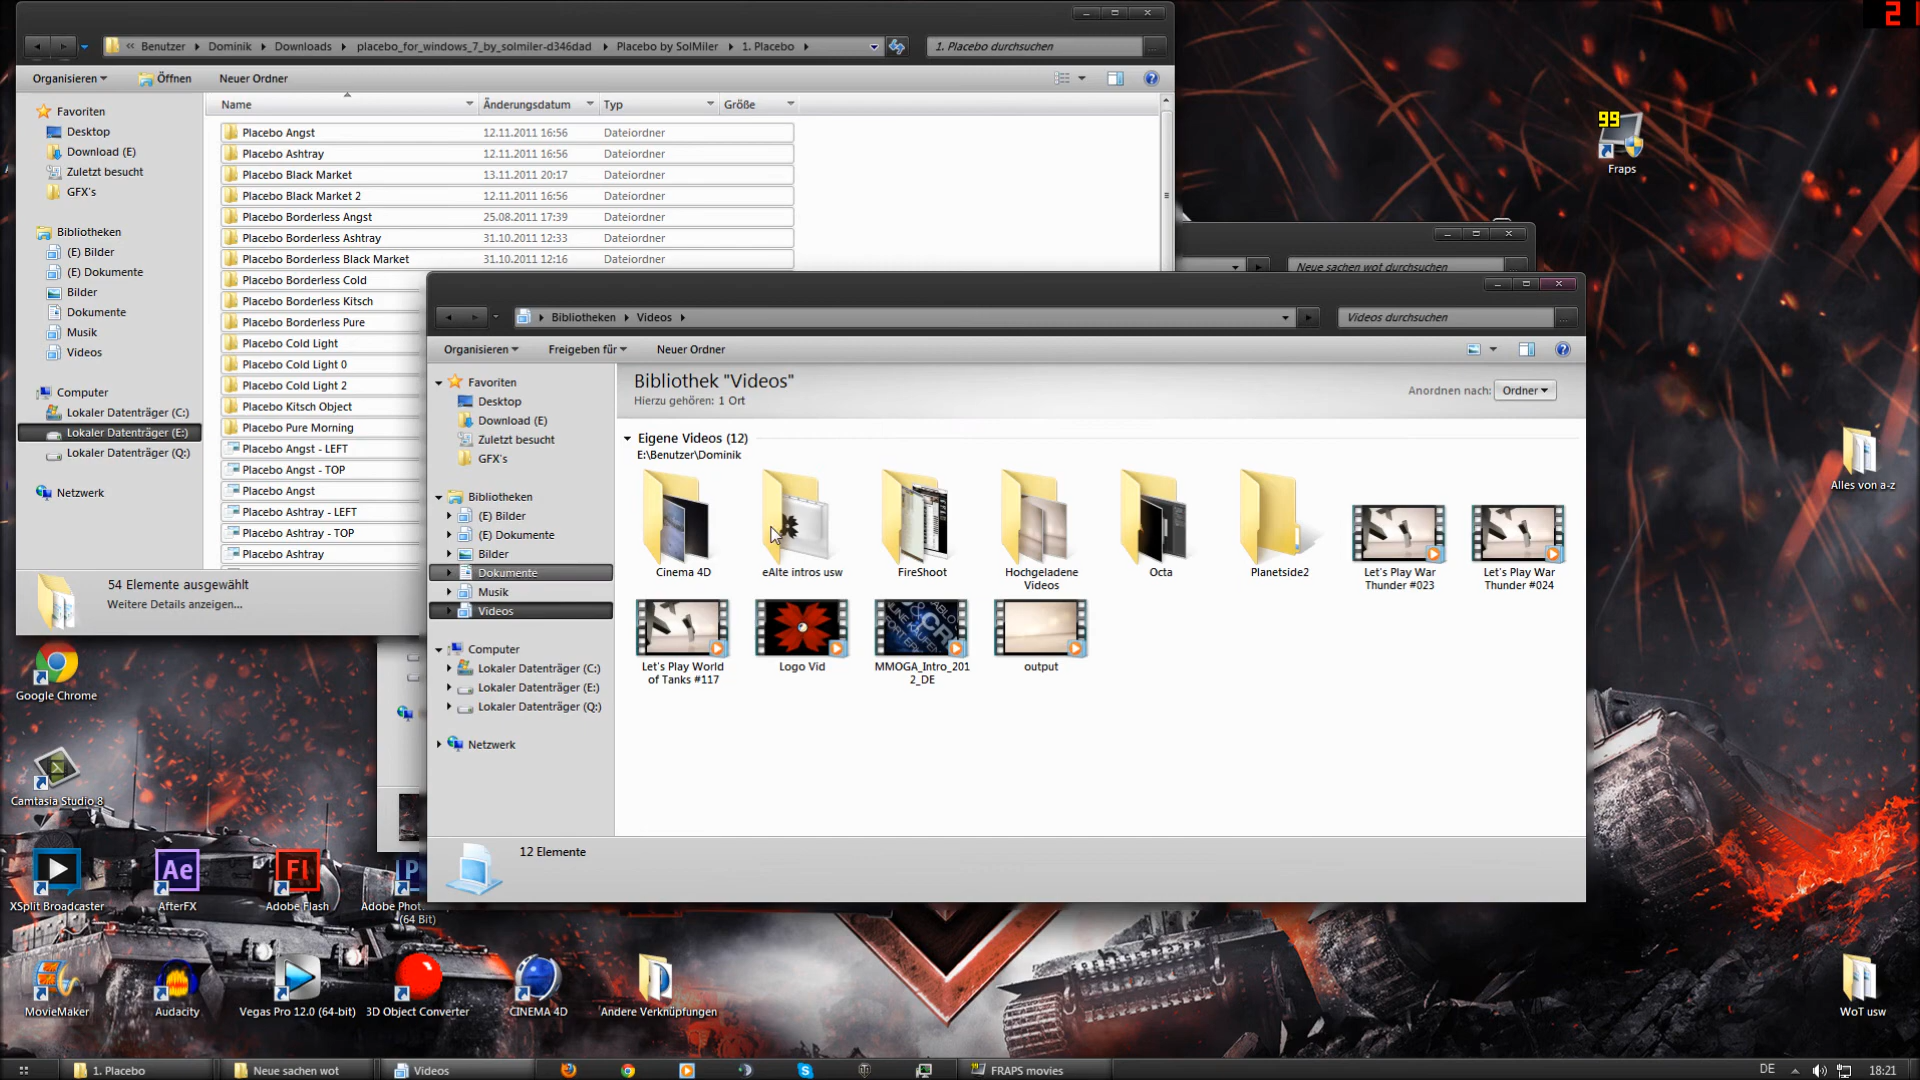 2
« Benutzer Dominik Downloads placebo_for_windows_7_by_solmiler-d346dad Placebo by SolMiler 1. Placebo
1. Placebo durchsuchen
Organisieren Öffnen Neuer Ordner
Name Änderungsdatum Typ Größe
Favoriten
Desktop
Download (E)
Zuletzt besucht
GFX's
Bibliotheken
(E) Bilder
(E) Dokumente
Bilder
Dokumente
Musik
Videos
Computer
Lokaler Datenträger (C:)
Lokaler Datenträger (E:)
Lokaler Datenträger (Q:)
Netzwerk
Placebo Angst 12.11.2011 16:56 Dateiordner
Placebo Ashtray 12.11.2011 16:56 Dateiordner
Placebo Black Market 13.11.2011 20:17 Dateiordner
Placebo Black Market 2 12.11.2011 16:56 Dateiordner
Placebo Borderless Angst 25.08.2011 17:39 Dateiordner
Placebo Borderless Ashtray 31.10.2011 12:33 Dateiordner
Placebo Borderless Black Market 31.10.2011 12:16 Dateiordner
Placebo Borderless Cold
Placebo Borderless Kitsch
Placebo Borderless Pure
Placebo Cold Light
Placebo Cold Light 0
Placebo Cold Light 2
Placebo Kitsch Object
Placebo Pure Morning
Placebo Angst - LEFT
Placebo Angst - TOP
Placebo Angst
Placebo Ashtray - LEFT
Placebo Ashtray - TOP
Placebo Ashtray
54 Elemente ausgewählt
Weitere Details anzeigen...
Neue sachen wot durchsuchen
Bibliotheken Videos
Videos durchsuchen
Organisieren Freigeben für Neuer Ordner
Favoriten
Desktop
Download (E)
Zuletzt besucht
GFX's
Bibliotheken
(E) Bilder
(E) Dokumente
Bilder
Dokumente
Musik
Videos
Computer
Lokaler Datenträger (C:)
Lokaler Datenträger (E:)
Lokaler Datenträger (Q:)
Netzwerk
Bibliothek "Videos"
Hierzu gehören: 1 Ort
Anordnen nach: Ordner
Eigene Videos (12)
E:\Benutzer\Dominik
Cinema 4D
eAlte intros usw
FireShoot
Hochgeladene
Videos
Octa
Planetside2
Let's Play War
Thunder #023
Let's Play War
Thunder #024
Let's Play World
of Tanks #117
Logo Vid
MMOGA_Intro_201
2_DE
output
12 Elemente
99
Fraps
Alles von a-z
WoT usw
Google Chrome
Camtasia Studio 8
XSplit Broadcaster
Ae
AfterFX
Fl
Adobe Flash
Adobe Phot
(64 Bit)
MovieMaker
Audacity
Vegas Pro 12.0 (64-bit)
3D Object Converter
CINEMA 4D
Andere Verknüpfungen
1. Placebo
Neue sachen wot
Videos
FRAPS movies
DE
18:21